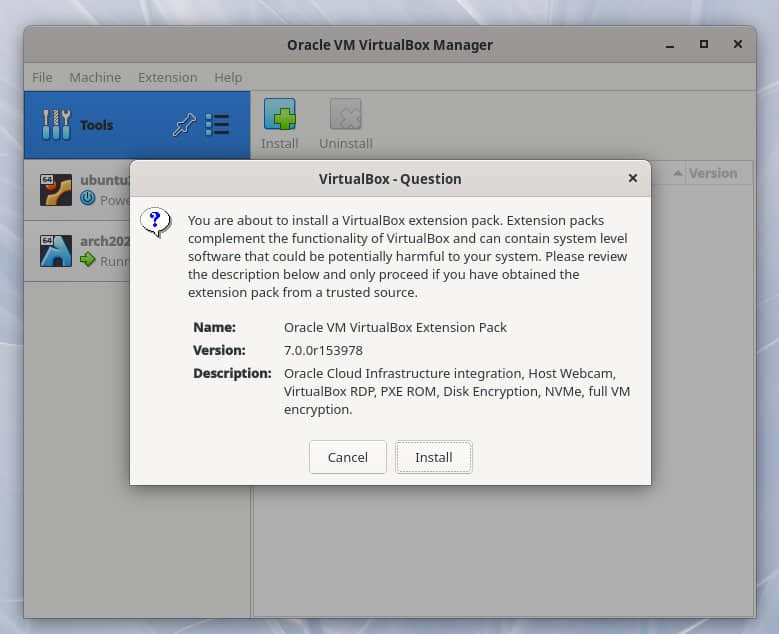 Oracle VM VirtualBox Manager
File Machine Extension Help
Tools
Install Uninstall
Version
64
64
VirtualBox - Question
You are about to install a VirtualBox extension pack. Extension packs
complement the functionality of VirtualBox and can contain system level
software that could be potentially harmful to your system. Please review
the description below and only proceed if you have obtained the
extension pack from a trusted source.
Name: Oracle VM VirtualBox Extension Pack
Version: 7.0.0r153978
Description: Oracle Cloud Infrastructure integration, Host Webcam,
VirtualBox RDP, PXE ROM, Disk Encryption, NVMe, full VM
encryption.
Cancel Install